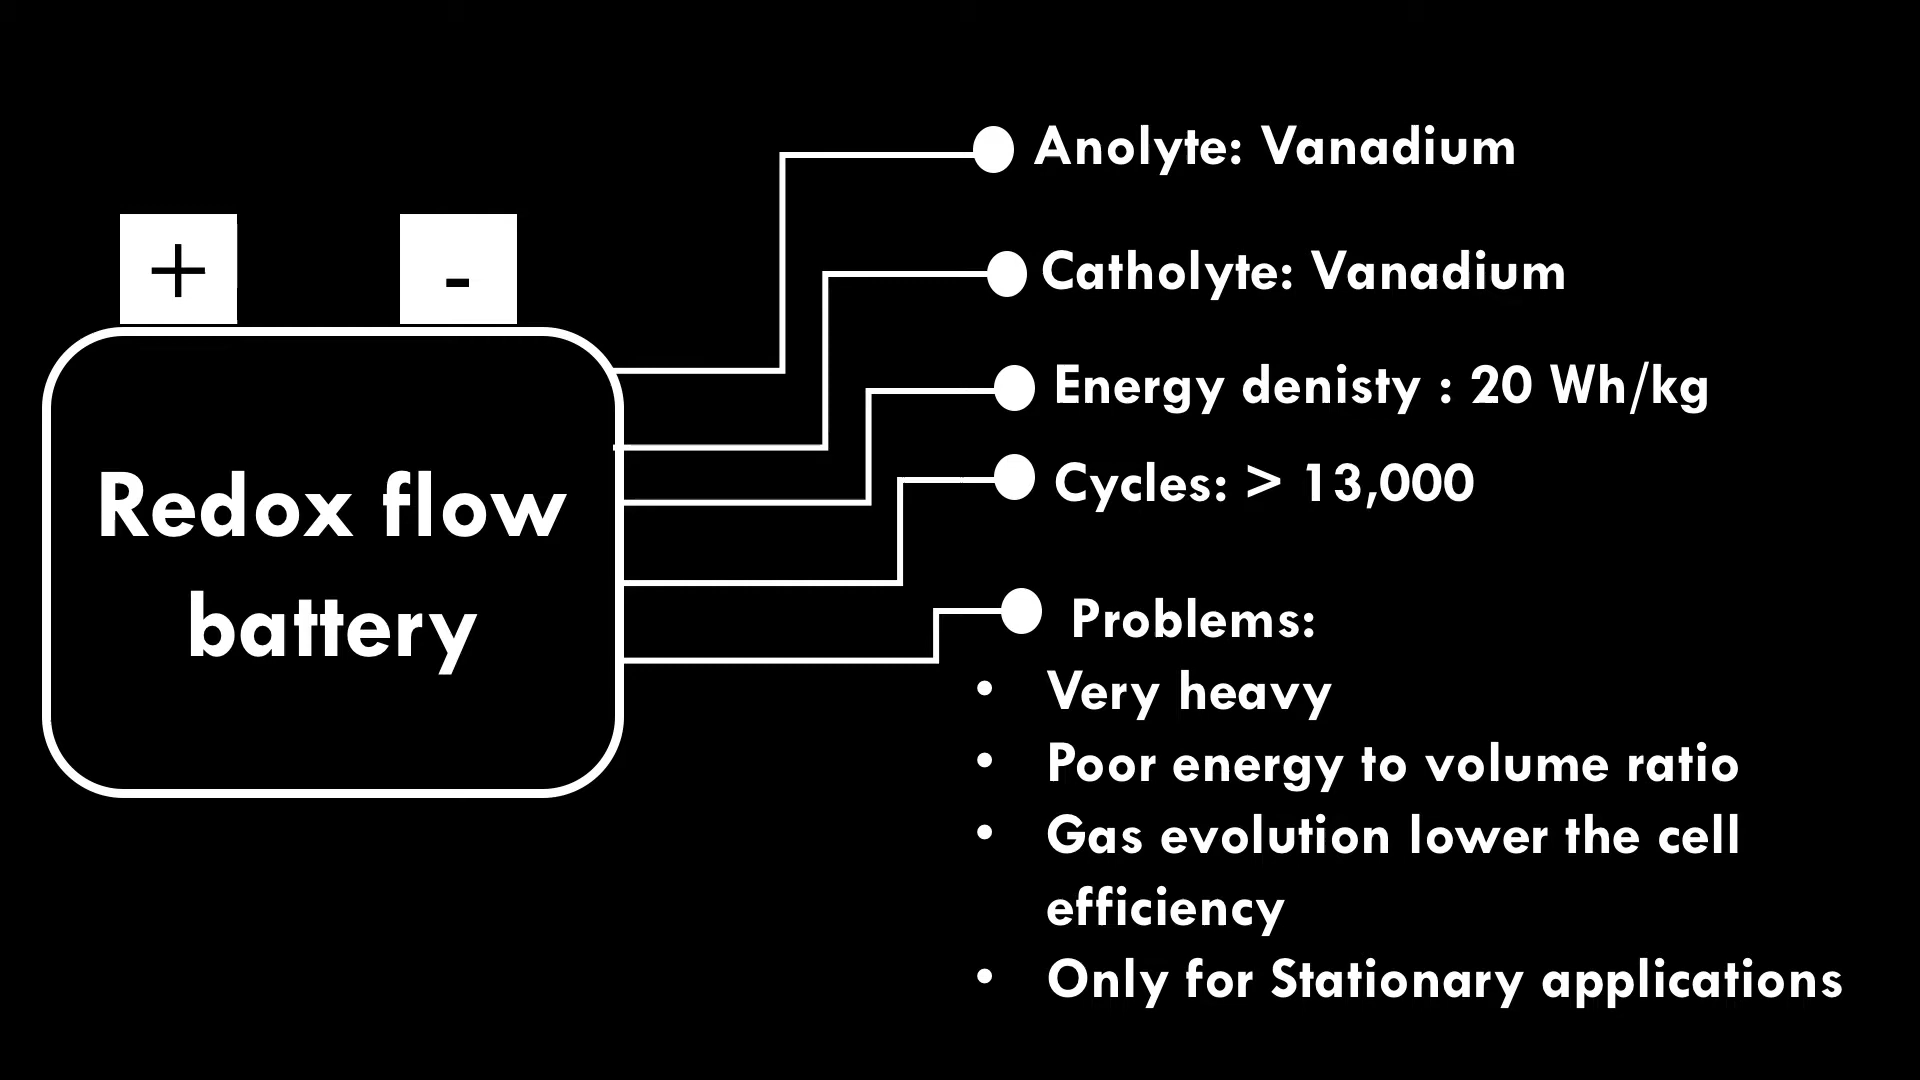 + -
Redox flow
battery
Anolyte: Vanadium
Catholyte: Vanadium
Energy denisty : 20 Wh/kg
Cycles: > 13,000
Problems:
• Very heavy
• Poor energy to volume ratio
• Gas evolution lower the cell
efficiency
• Only for Stationary applications